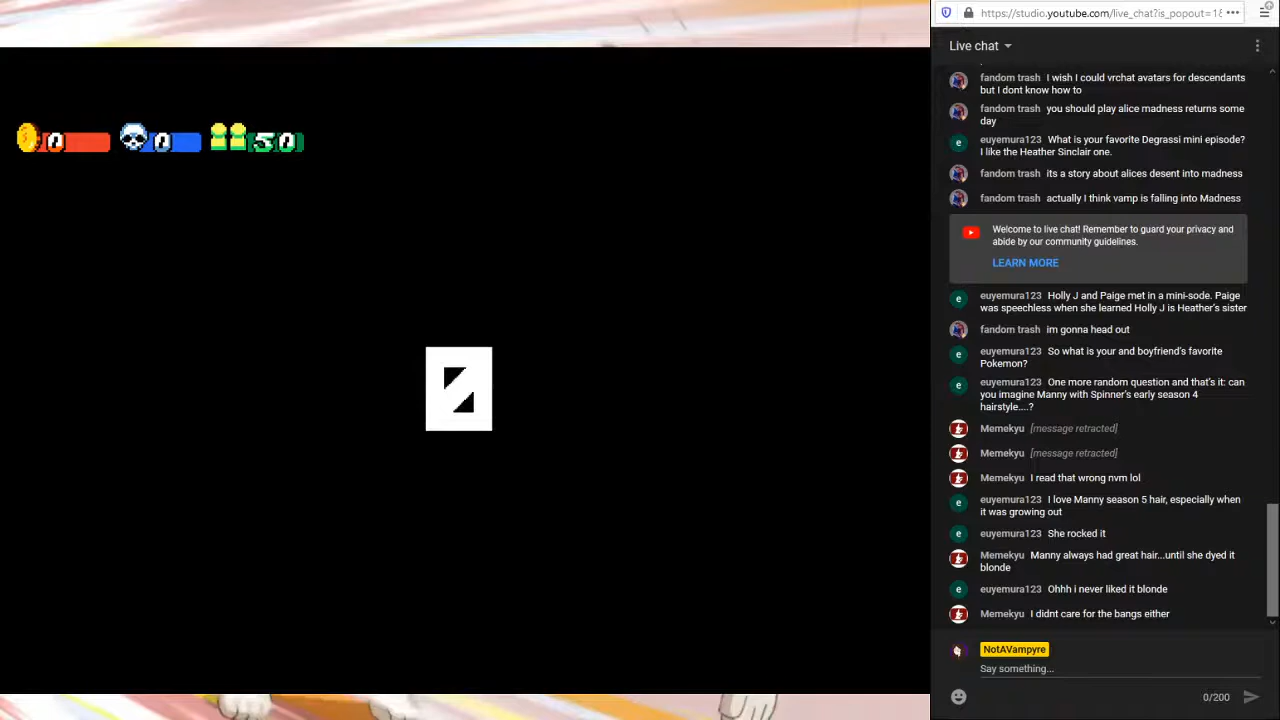 https://studio.youtube.com/live_chat?is_popout=1
Live chat
0 0 50
0
fandom trash I wish I could vrchat avatars for descendants
but I dont know how to
fandom trash you should play alice madness returns some
day
e euyemura123 What is your favorite Degrassi mini episode?
I like the Heather Sinclair one.
fandom trash its a story about alices desent into madness
fandom trash actually I think vamp is falling into Madness
Welcome to live chat! Remember to guard your privacy and
abide by our community guidelines.
LEARN MORE
e euyemura123 Holly J and Paige met in a mini-sode. Paige
was speechless when she learned Holly J is Heather's sister
fandom trash im gonna head out
e euyemura123 So what is your and boyfriend's favorite
Pokemon?
e euyemura123 One more random question and that's it: can
you imagine Manny with Spinner's early season 4
hairstyle....?
Memekyu [message retracted]
Memekyu [message retracted]
Memekyu I read that wrong nvm lol
e euyemura123 I love Manny season 5 hair, especially when
it was growing out
e euyemura123 She rocked it
Memekyu Manny always had great hair...until she dyed it
blonde
e euyemura123 Ohhh i never liked it blonde
Memekyu I didnt care for the bangs either
NotAVampyre
Say something...
0/200